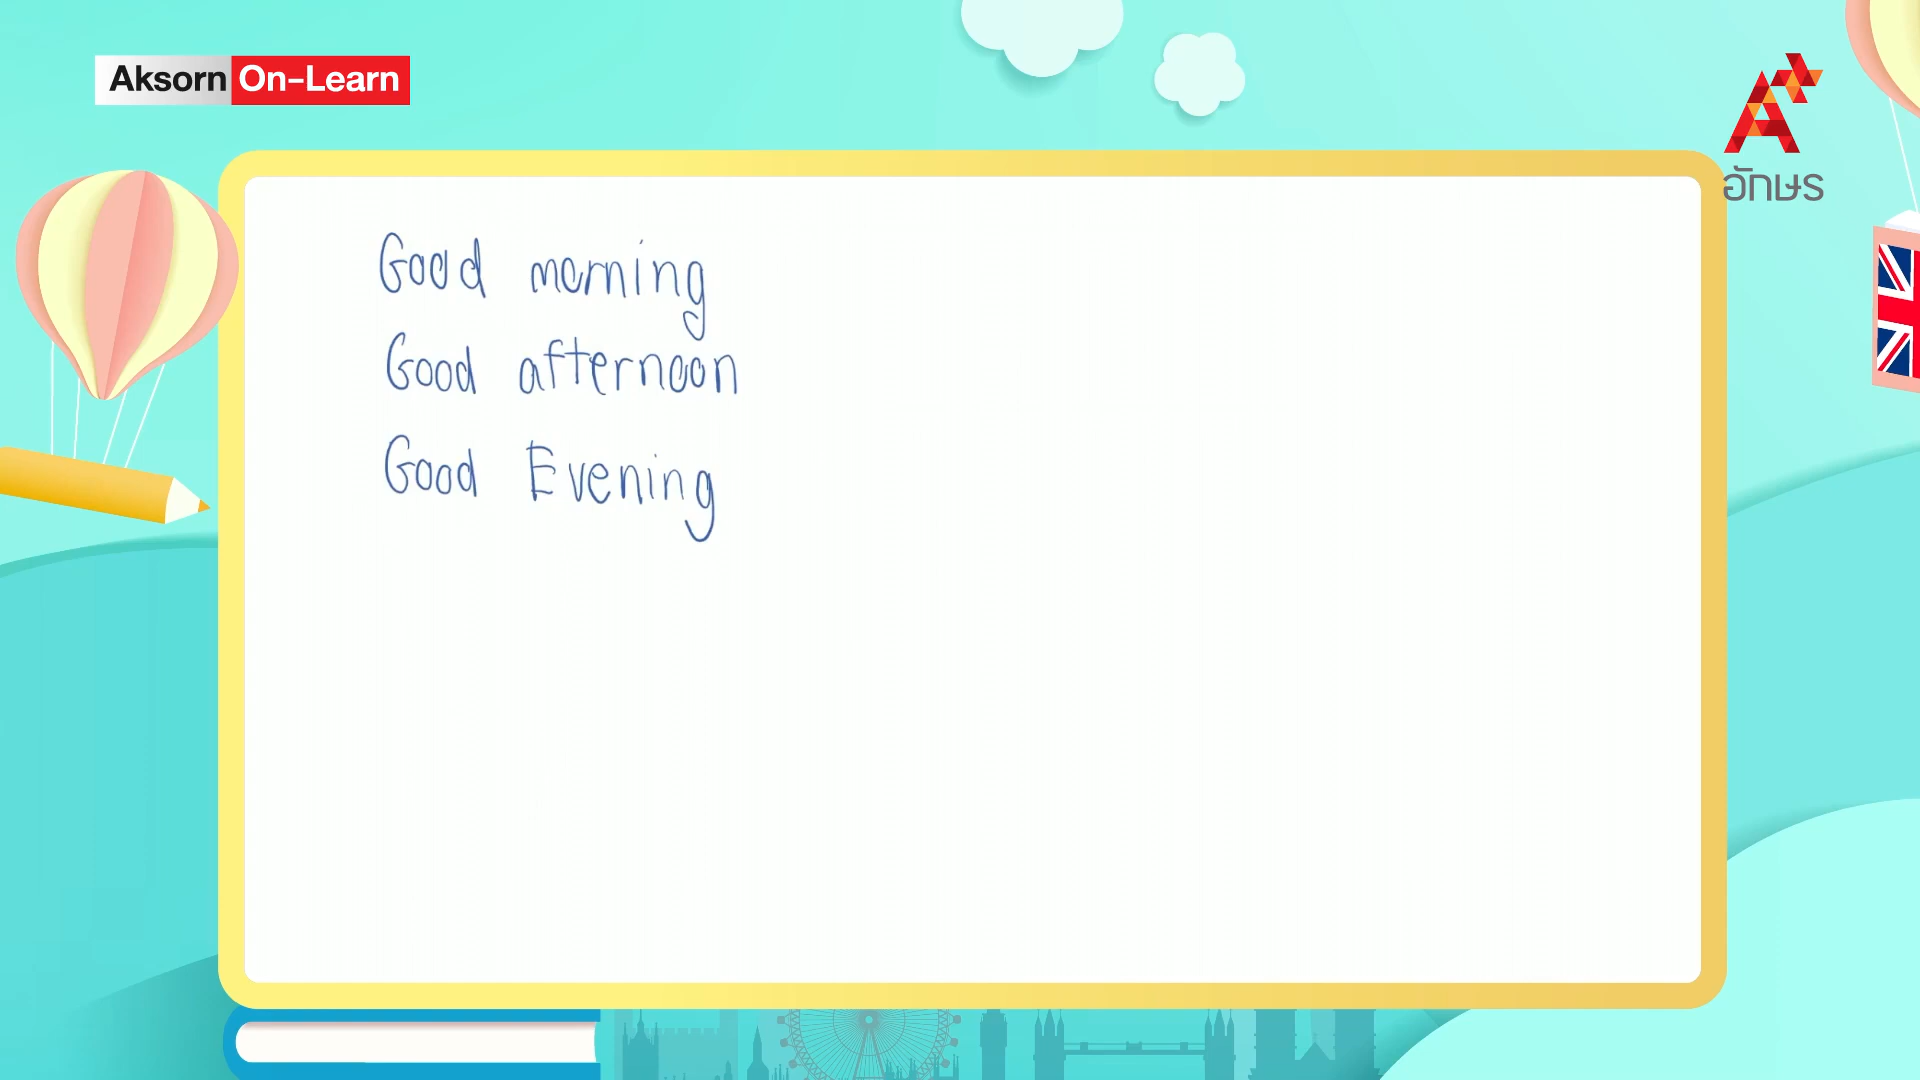 Aksorn On-Learn
อักษร
Good morning
Good afternoon
Good Evening